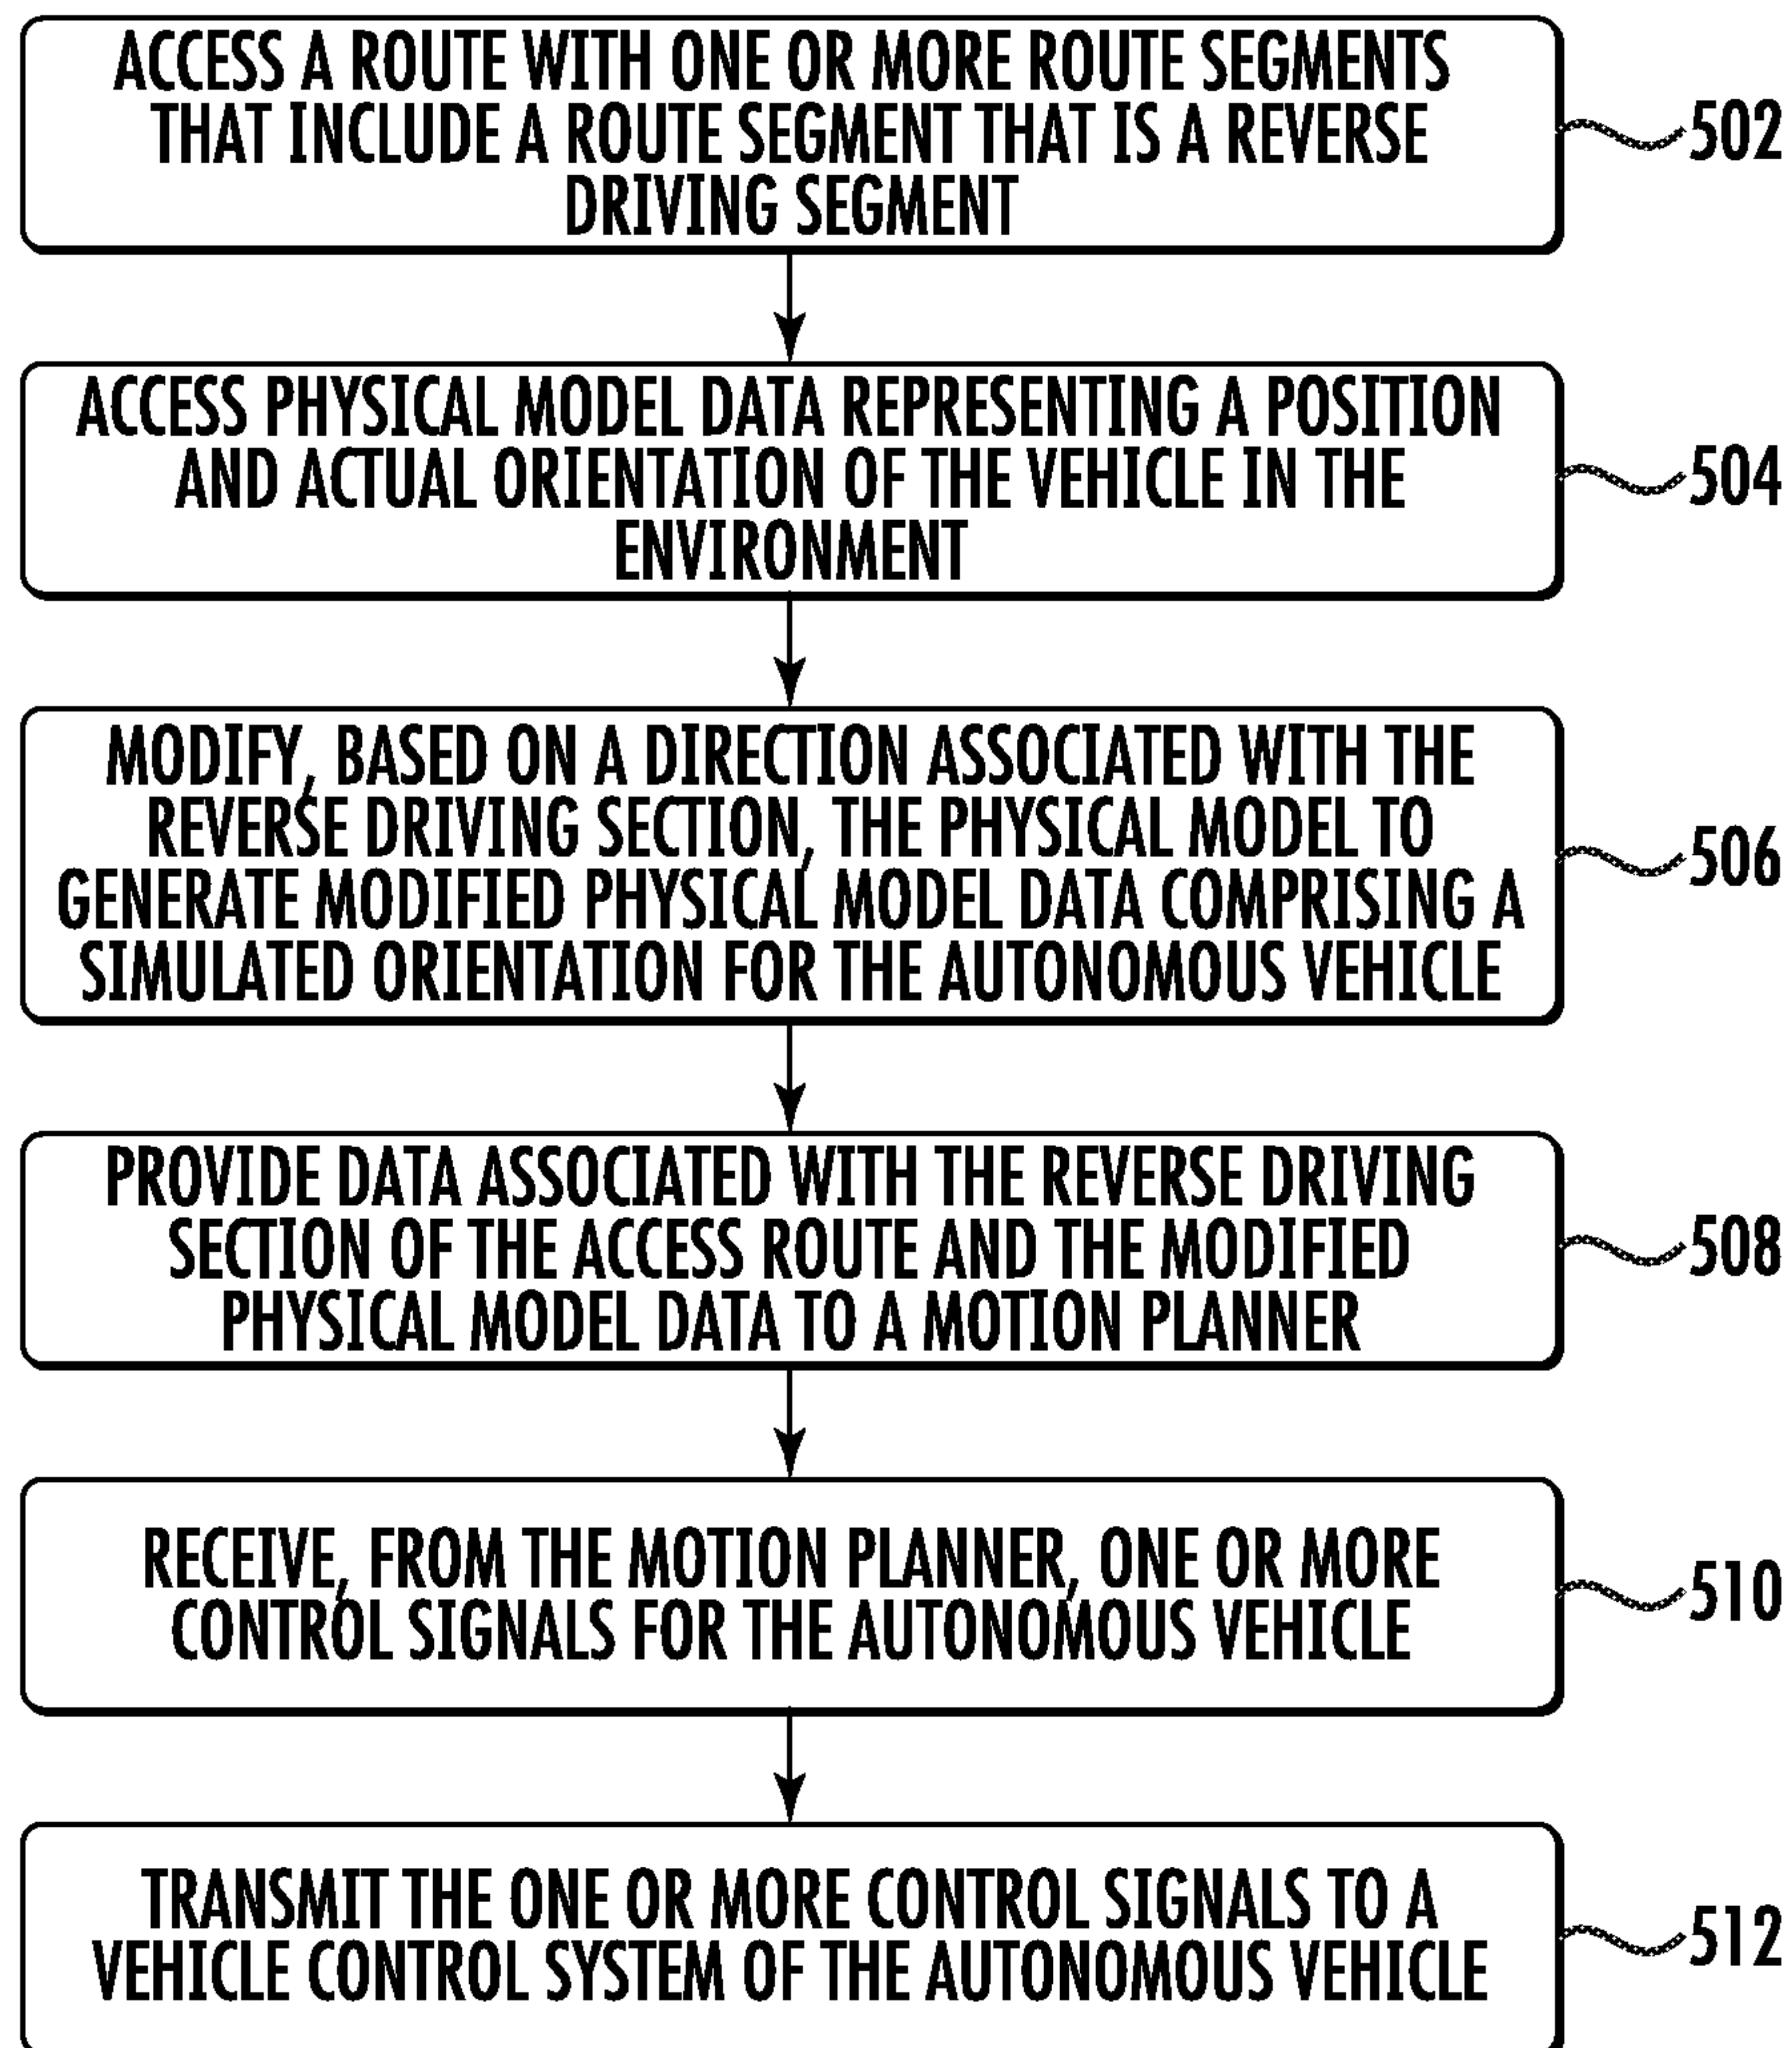 ACCESS A ROUTE WITH ONE OR MORE ROUTE SEGMENTS
THAT INCLUDE A ROUTE SEGMENT THAT IS A REVERSE
DRIVING SEGMENT
502
ACCESS PHYSICAL MODEL DATA REPRESENTING A POSITION
AND ACTUAL ORIENTATION OF THE VEHICLE IN THE
ENVIRONMENT
504
MODIFY, BASED ON A DIRECTION ASSOCIATED WITH THE
REVERSE DRIVING SECTION, THE PHYSICAL MODEL TO
GENERATE MODIFIED PHYSICAL MODEL DATA COMPRISING A
SIMULATED ORIENTATION FOR THE AUTONOMOUS VEHICLE
506
PROVIDE DATA ASSOCIATED WITH THE REVERSE DRIVING
SECTION OF THE ACCESS ROUTE AND THE MODIFIED
PHYSICAL MODEL DATA TO A MOTION PLANNER
508
RECEIVE, FROM THE MOTION PLANNER, ONE OR MORE
CONTROL SIGNALS FOR THE AUTONOMOUS VEHICLE
510
TRANSMIT THE ONE OR MORE CONTROL SIGNALS TO A
VEHICLE CONTROL SYSTEM OF THE AUTONOMOUS VEHICLE
512